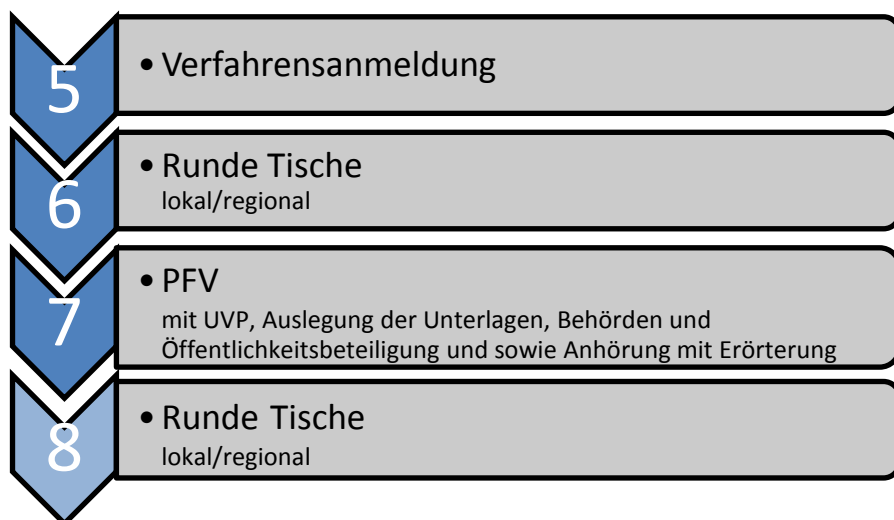 5
• Verfahrensanmeldung
6
• Runde Tische
lokal/regional
7
• PFV
mit UVP, Auslegung der Unterlagen, Behörden und
Öffentlichkeitsbeteiligung und sowie Anhörung mit Erörterung
8
• Runde Tische
lokal/regional